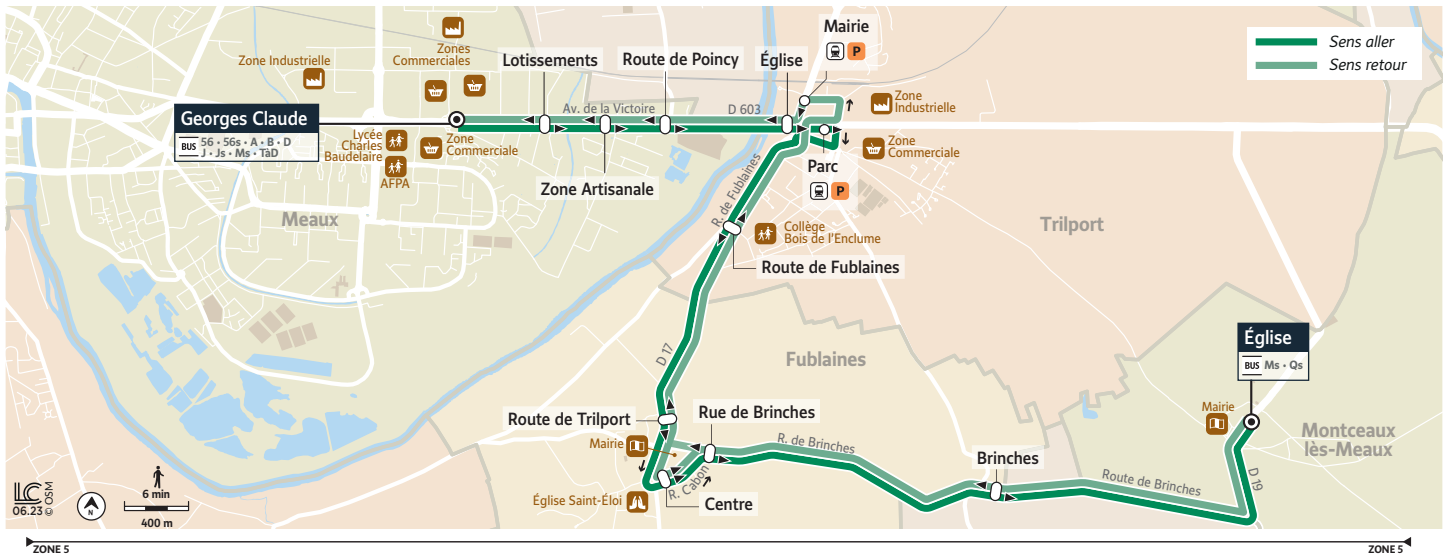 Mairie
P
Sens aller
Sens retour
Zones
Commerciales
Zone Industrielle
Lotissements
Route de Poincy
Église
Zone
Industrielle
Georges Claude
BUS
56 • 56s • A • B • D
J • Js • Ms • TàD
Av. de la Victoire
D 603
Lycée
Charles
Baudelaire
AFPA
Zone
Commerciale
Zone
Commerciale
Zone Artisanale
Parc
P
R. de Fublaines
Meaux
Collège
Bois de l'Enclume
Trilport
Route de Fublaines
D 17
Fublaines
Église
BUS
Ms • Qs
Route de Trilport
Rue de Brinches
Mairie
Mairie
R. de Brinches
Montceaux
lès-Meaux
Brinches
R. Cabon
Route de Brinches
D 19
Église Saint-Éloi
Centre
LC
OSM
06.23 ©
N
6 min
400 m
ZONE 5
ZONE 5